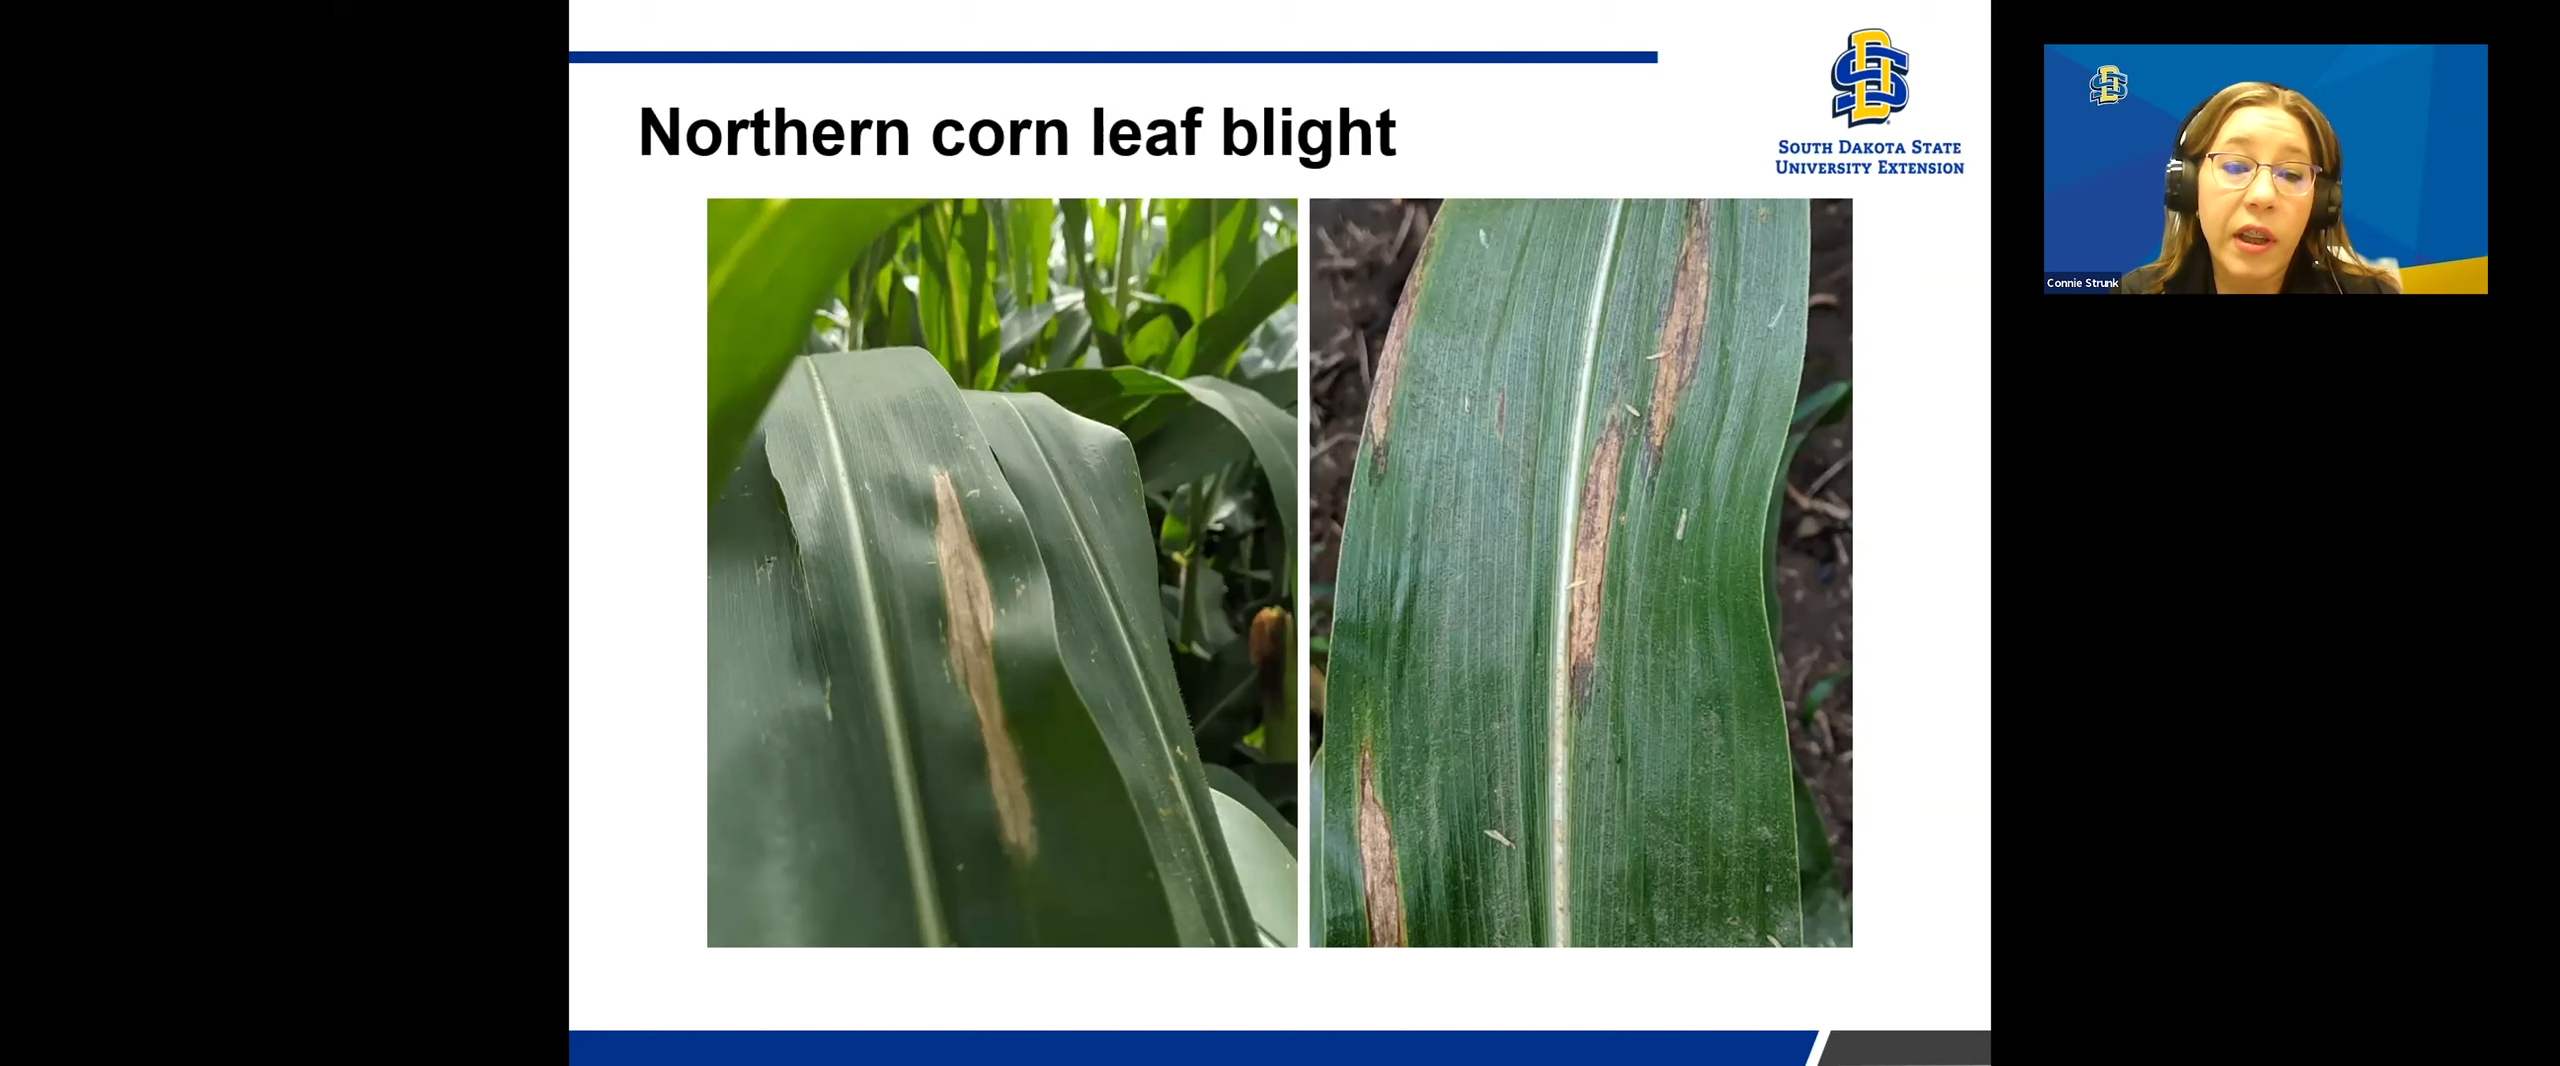 Northern corn leaf blight
SOUTH DAKOTA STATE
UNIVERSITY EXTENSION
Connie Strunk